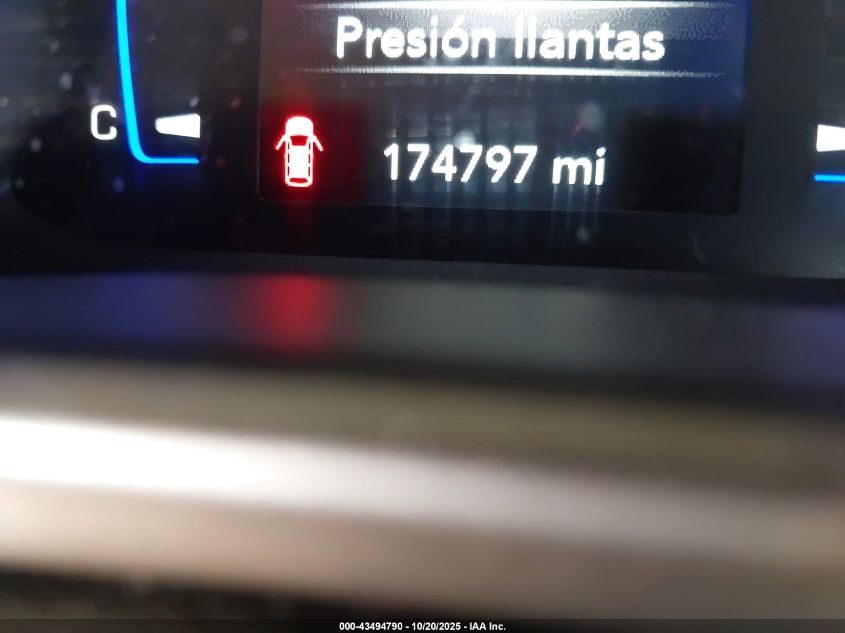 Presión llantas
C
174797 mi
000-43494790 - 10/20/2025 - IAA Inc.